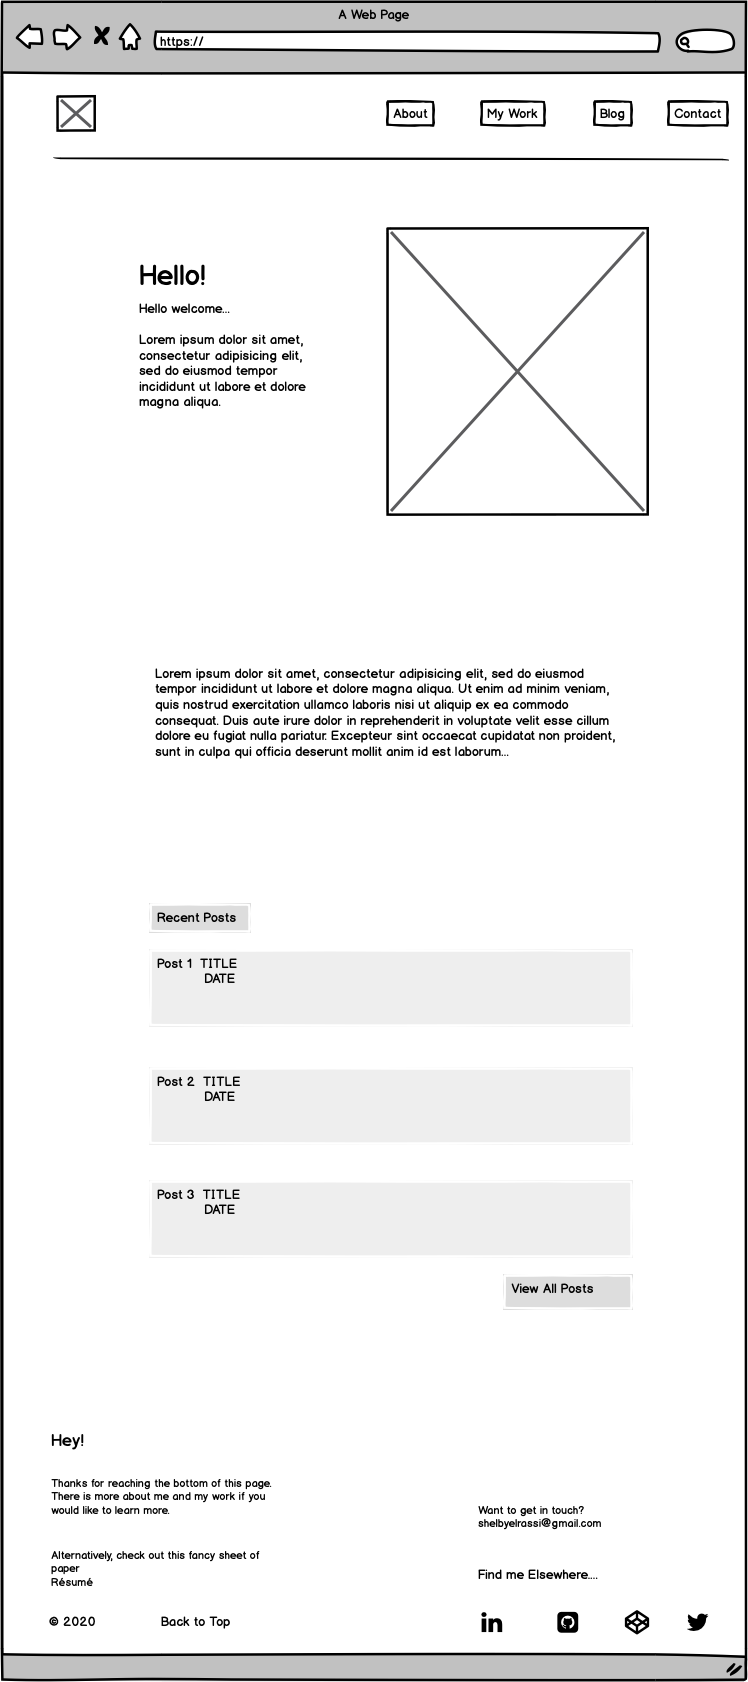 A Web Page
https://
About
My Work
Blog
Contact
Hello!
Hello welcome...
Lorem ipsum dolor sit amet,
consectetur adipisicing elit,
sed do eiusmod tempor
incididunt ut labore et dolore
magna aliqua.
Lorem ipsum dolor sit amet, consectetur adipisicing elit, sed do eiusmod
tempor incididunt ut labore et dolore magna aliqua. Ut enim ad minim veniam,
quis nostrud exercitation ullamco laboris nisi ut aliquip ex ea commodo
consequat. Duis aute irure dolor in reprehenderit in voluptate velit esse cillum
dolore eu fugiat nulla pariatur. Excepteur sint occaecat cupidatat non proident,
sunt in culpa qui officia deserunt mollit anim id est laborum...
Recent Posts
Post 1 TITLE
DATE
Post 2 TITLE
DATE
Post 3 TITLE
DATE
View All Posts
Hey!
Thanks for reaching the bottom of this page.
There is more about me and my work if you
would like to learn more.
Want to get in touch?
shelbyelrassi@gmail.com
Alternatively, check out this fancy sheet of
paper
Résumé
Find me Elsewhere....
© 2020
Back to Top
in